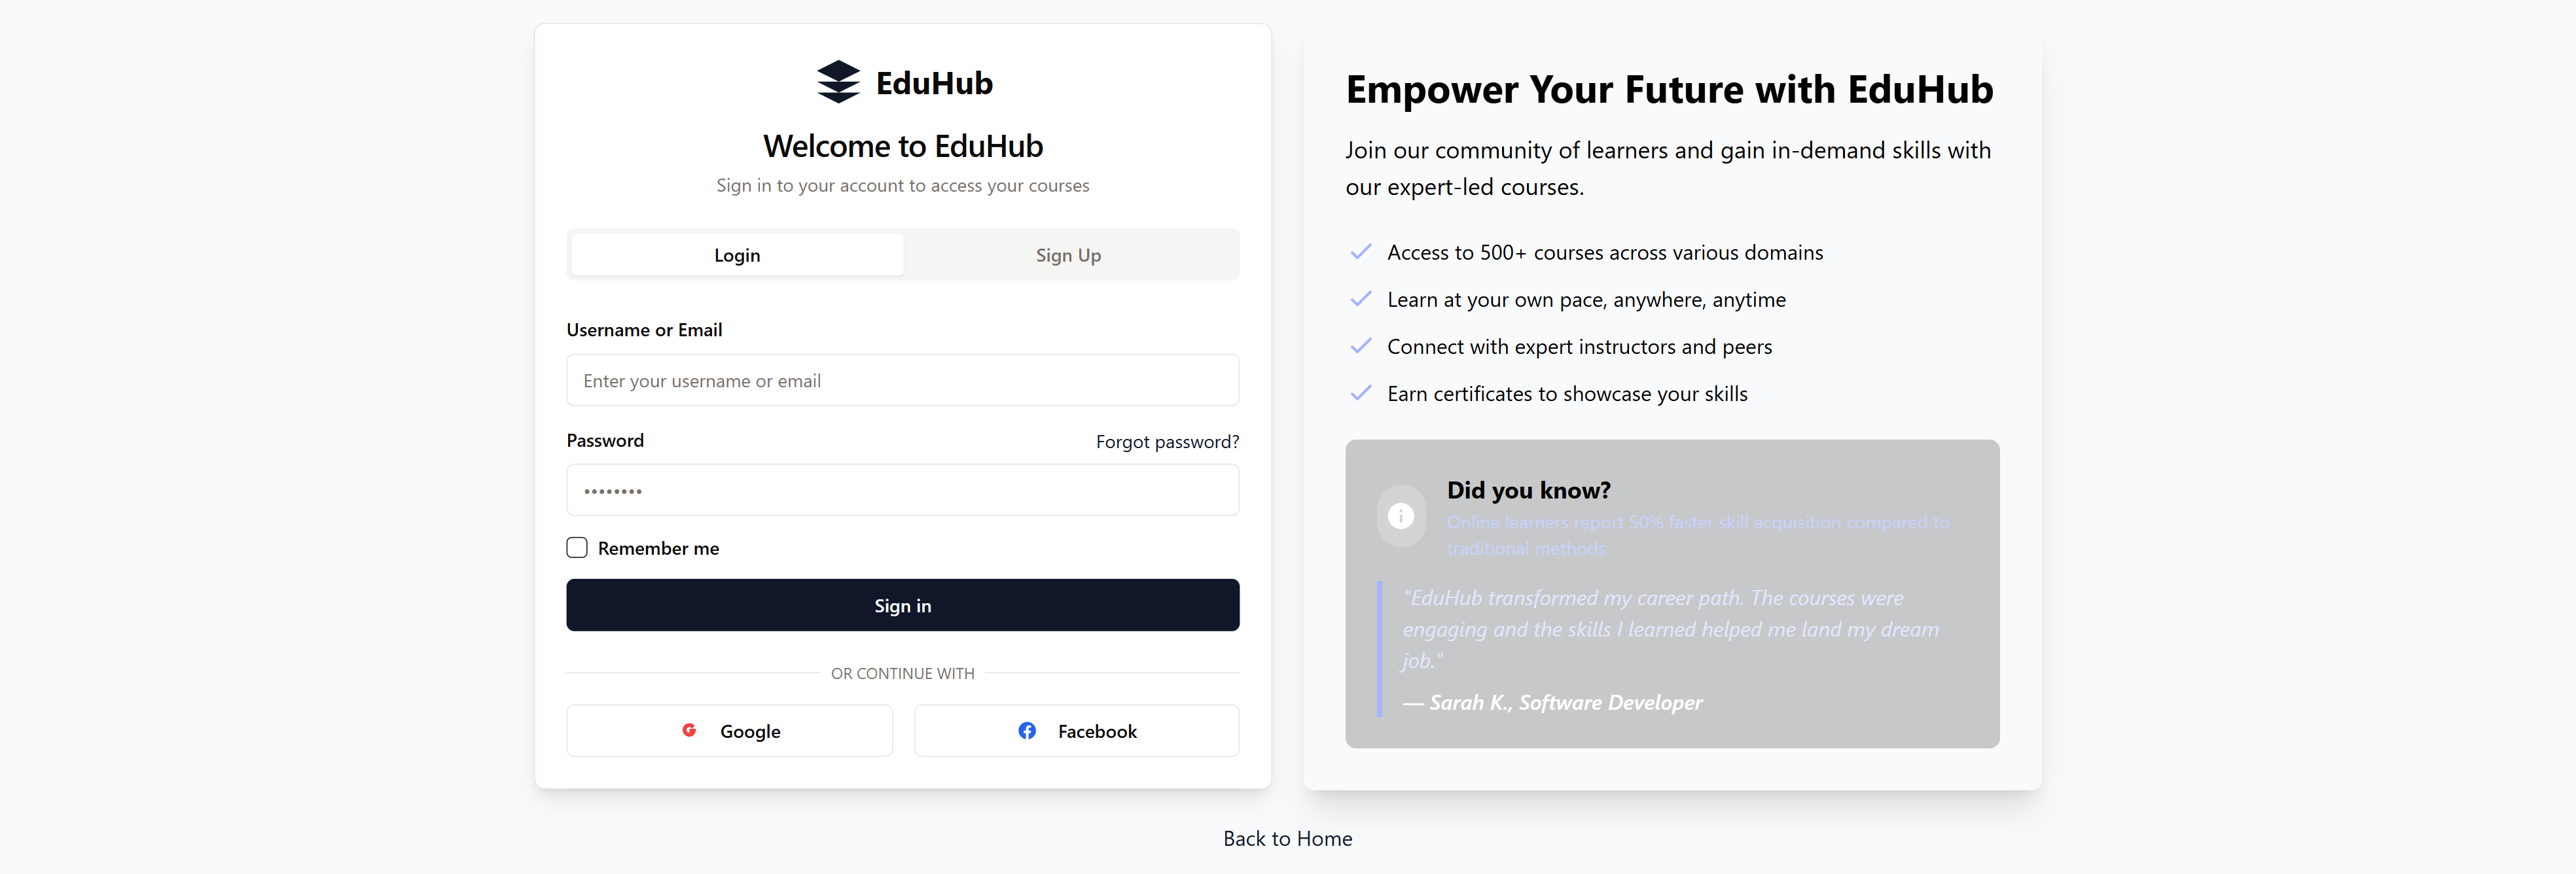 EduHub
Welcome to EduHub
Sign in to your account to access your courses
Login
Sign Up
Username or Email
Enter your username or email
Password
Forgot password?
••••••••
Remember me
Sign in
OR CONTINUE WITH
Google
Facebook
Empower Your Future with EduHub
Join our community of learners and gain in-demand skills with
our expert-led courses.
Access to 500+ courses across various domains
Learn at your own pace, anywhere, anytime
Connect with expert instructors and peers
Earn certificates to showcase your skills
Did you know?
Online learners report 50% faster skill acquisition compared to
traditional methods
"EduHub transformed my career path. The courses were
engaging and the skills I learned helped me land my dream
job."
— Sarah K., Software Developer
Back to Home